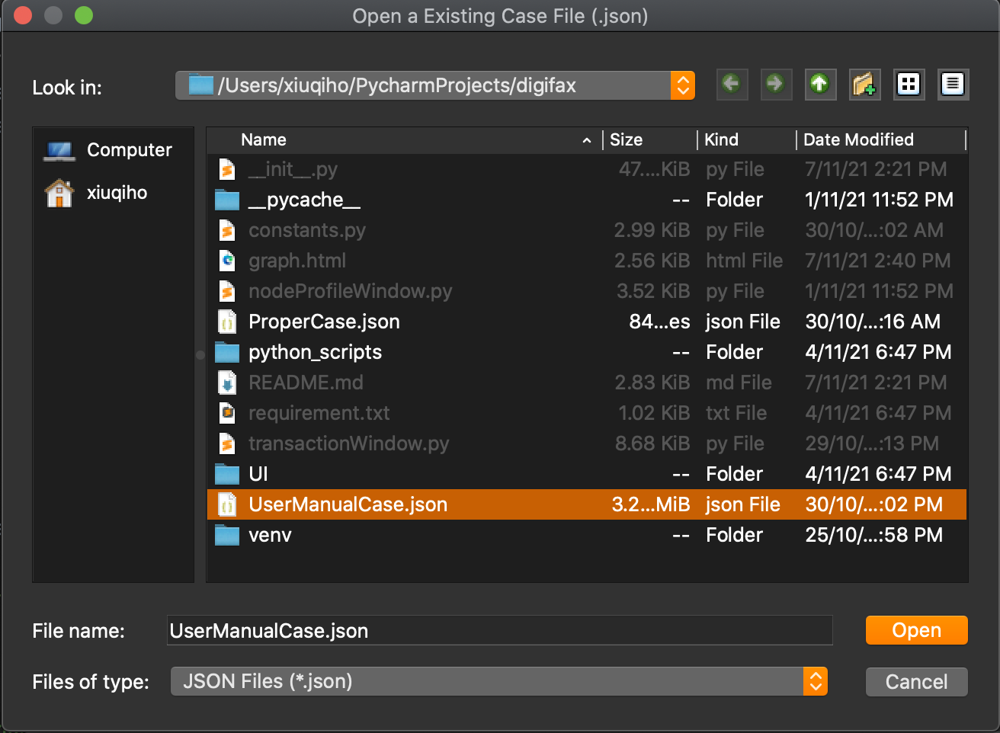 Open a Existing Case File (.json)
Look in: /Users/xiuqiho/PycharmProjects/digifax
Computer
xiuqiho
Name Size Kind Date Modified
__init__.py 47....KiB py File 7/11/21 2:21 PM
__pycache__ -- Folder 1/11/21 11:52 PM
constants.py 2.99 KiB py File 30/10/...:02 AM
graph.html 2.56 KiB html File 7/11/21 2:40 PM
nodeProfileWindow.py 3.52 KiB py File 1/11/21 11:52 PM
ProperCase.json 84...es json File 30/10/...:16 AM
python_scripts -- Folder 4/11/21 6:47 PM
README.md 2.83 KiB md File 7/11/21 2:21 PM
requirement.txt 1.02 KiB txt File 4/11/21 6:47 PM
transactionWindow.py 8.68 KiB py File 29/10/...:13 PM
UI -- Folder 4/11/21 6:47 PM
UserManualCase.json 3.2...MiB json File 30/10/...:02 PM
venv -- Folder 25/10/...:58 PM
File name: UserManualCase.json Open
Files of type: JSON Files (*.json) Cancel